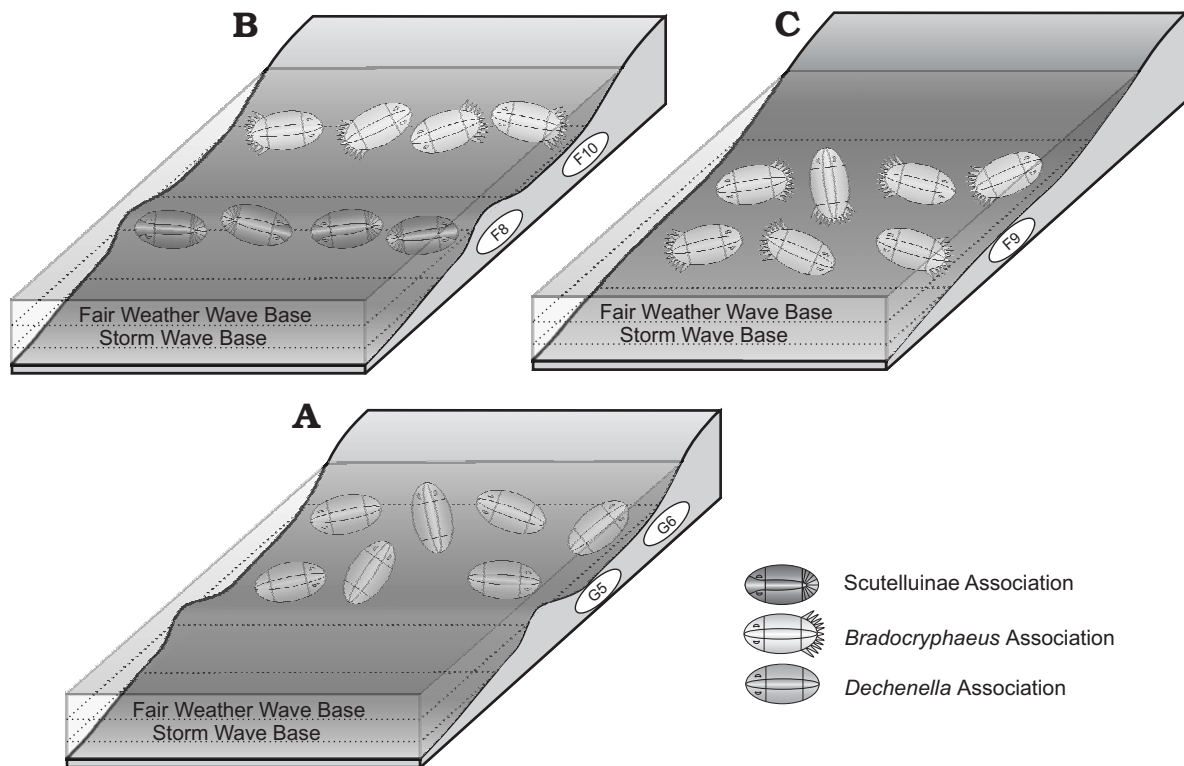 B
C
F10
F8
F9
Fair Weather Wave Base
Storm Wave Base
Fair Weather Wave Base
Storm Wave Base
A
G6
G5
Fair Weather Wave Base
Storm Wave Base
Scutelluinae Association
Bradocryphaeus Association
Dechenella Association